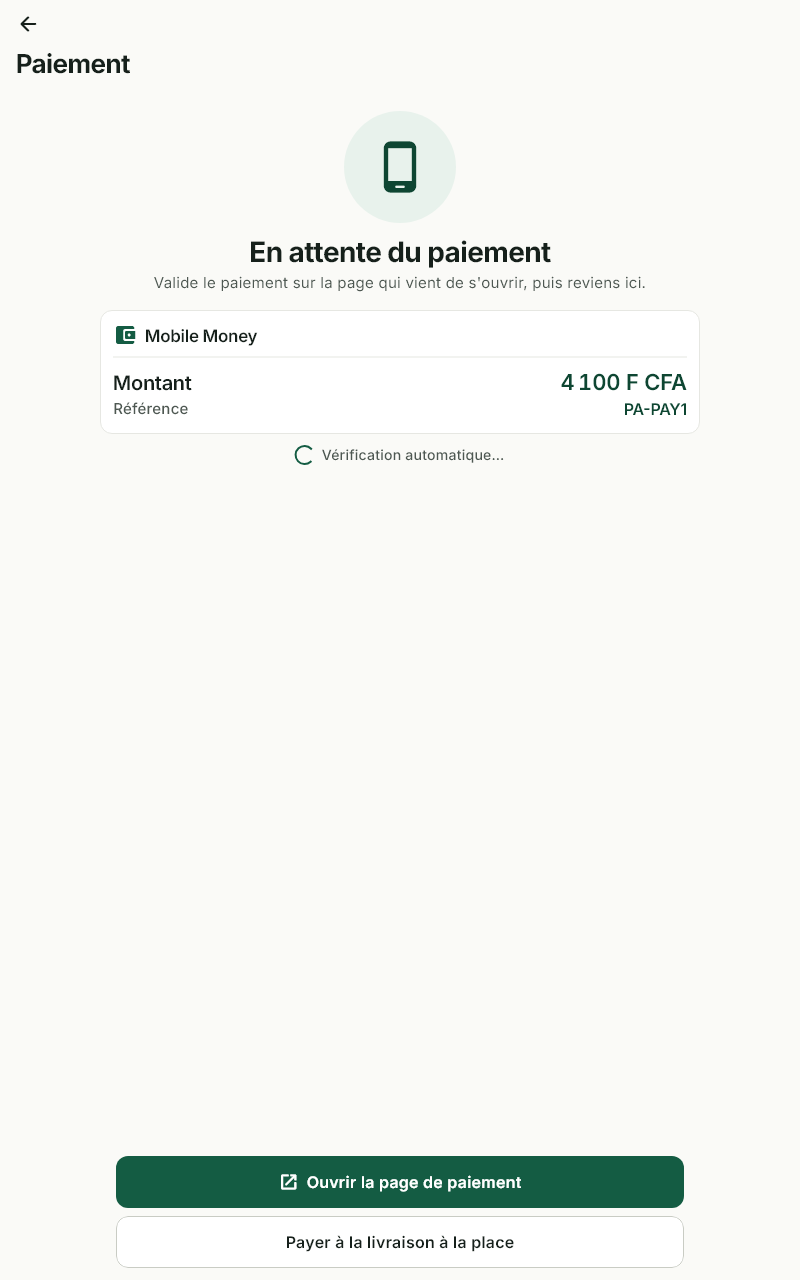 Paiement
En attente du paiement
Valide le paiement sur la page qui vient de s'ouvrir, puis reviens ici.
Mobile Money
Montant 4 100 F CFA
Référence PA-PAY1
Vérification automatique...
Ouvrir la page de paiement
Payer à la livraison à la place